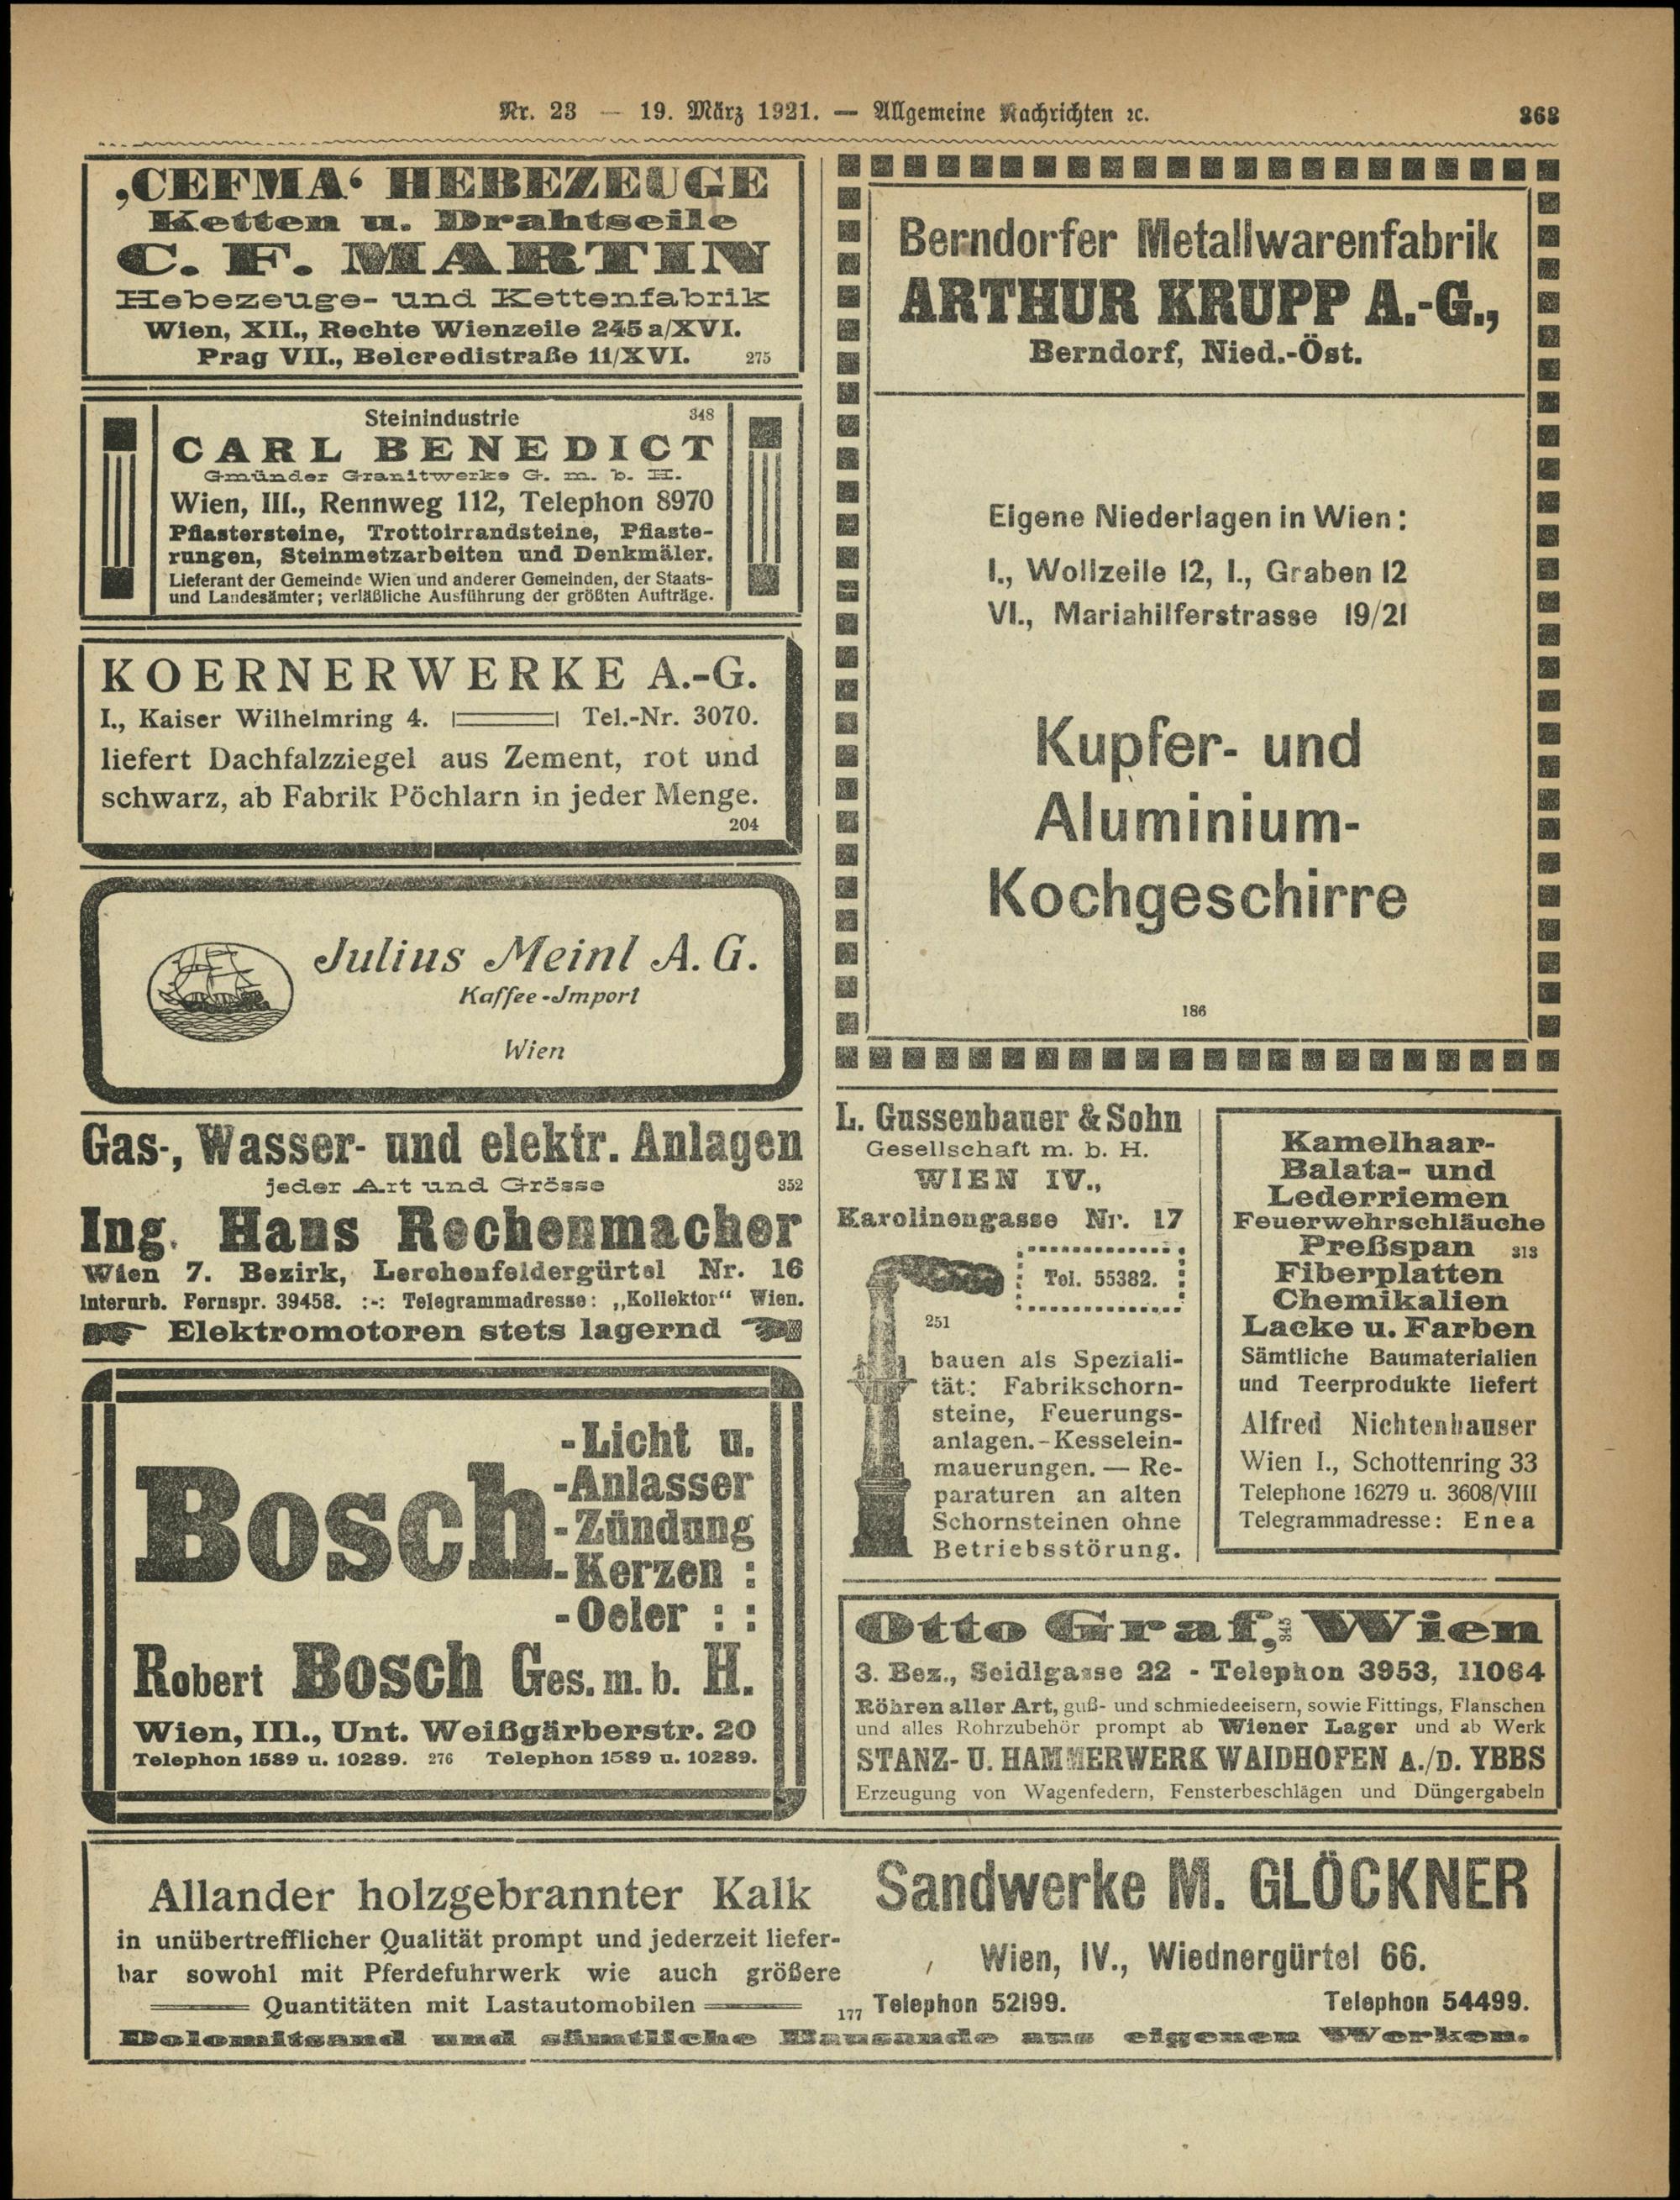 Nr. 23 — 19. März 1921. — Allgemeine Nachrichten ꝛc.
363
‚CEFMA‘ HEBEZEUGE
Ketten u. Drahtseile
C. F. MARTIN
Hebezeuge- und Kettenfabrik
Wien, XII., Rechte Wienzeile 245 a/XVI.
Prag VII., Belcredistraße 11/XVI. 275
Steinindustrie 348
CARL BENEDICT
Gmünder Granitwerke G. m. b. H.
Wien, III., Rennweg 112, Telephon 8970
Pflastersteine, Trottoirrandsteine, Pflaste-
rungen, Steinmetzarbeiten und Denkmäler.
Lieferant der Gemeinde Wien und anderer Gemeinden, der Staats-
und Landesämter; verläßliche Ausführung der größten Aufträge.
KOERNERWERKE A.-G.
I., Kaiser Wilhelmring 4. Tel.-Nr. 3070.
liefert Dachfalzziegel aus Zement, rot und
schwarz, ab Fabrik Pöchlarn in jeder Menge.
204
Julius Meinl A. G.
Kaffee-Jmport
Wien
Gas-, Wasser- und elektr. Anlagen
jeder Art und Grösse 352
Ing. Hans Rechenmacher
Wien 7. Bezirk, Lerchenfeldergürtel Nr. 16
Interurb. Fernspr. 39458. :-: Telegrammadresse: „Kollektor“ Wien.
Elektromotoren stets lagernd
Bosch
-Licht u.
-Anlasser
-Zündung
-Kerzen :
-Oeler : :
Robert Bosch Ges. m. b. H.
Wien, III., Unt. Weißgärberstr. 20
Telephon 1589 u. 10289. 276 Telephon 1589 u. 10289.
Berndorfer Metallwarenfabrik
ARTHUR KRUPP A.-G.,
Berndorf, Nied.-Öst.
Eigene Niederlagen in Wien:
I., Wollzeile 12, I., Graben 12
VI., Mariahilferstrasse 19/21
Kupfer- und
Aluminium-
Kochgeschirre
186
L. Gussenbauer & Sohn
Gesellschaft m. b. H.
WIEN IV.,
Karolinengasse Nr. 17
Tel. 55382.
251
bauen als Speziali-
tät: Fabrikschorn-
steine, Feuerungs-
anlagen. - Kesselein-
mauerungen. — Re-
paraturen an alten
Schornsteinen ohne
Betriebsstörung.
Kamelhaar-
Balata- und
Lederriemen
Feuerwehrschläuche
Preßspan 313
Fiberplatten
Chemikalien
Lacke u. Farben
Sämtliche Baumaterialien
und Teerprodukte liefert
Alfred Nichtenhauser
Wien I., Schottenring 33
Telephone 16279 u. 3608/VIII
Telegrammadresse: Enea
Otto Graf, 345 Wien
3. Bez., Seidlgasse 22 - Telephon 3953, 11064
Röhren aller Art, guß- und schmiedeeisern, sowie Fittings, Flanschen
und alles Rohrzubehör prompt ab Wiener Lager und ab Werk
STANZ- U. HAMMERWERK WAIDHOFEN A./D. YBBS
Erzeugung von Wagenfedern, Fensterbeschlägen und Düngergabeln
Allander holzgebrannter Kalk
in unübertrefflicher Qualität prompt und jederzeit liefer-
bar sowohl mit Pferdefuhrwerk wie auch größere
Quantitäten mit Lastautomobilen
177
Sandwerke M. GLÖCKNER
Wien, IV., Wiednergürtel 66.
Telephon 52199. Telephon 54499.
Dolomitsand und sämtliche Bausande aus eigenen Werken.